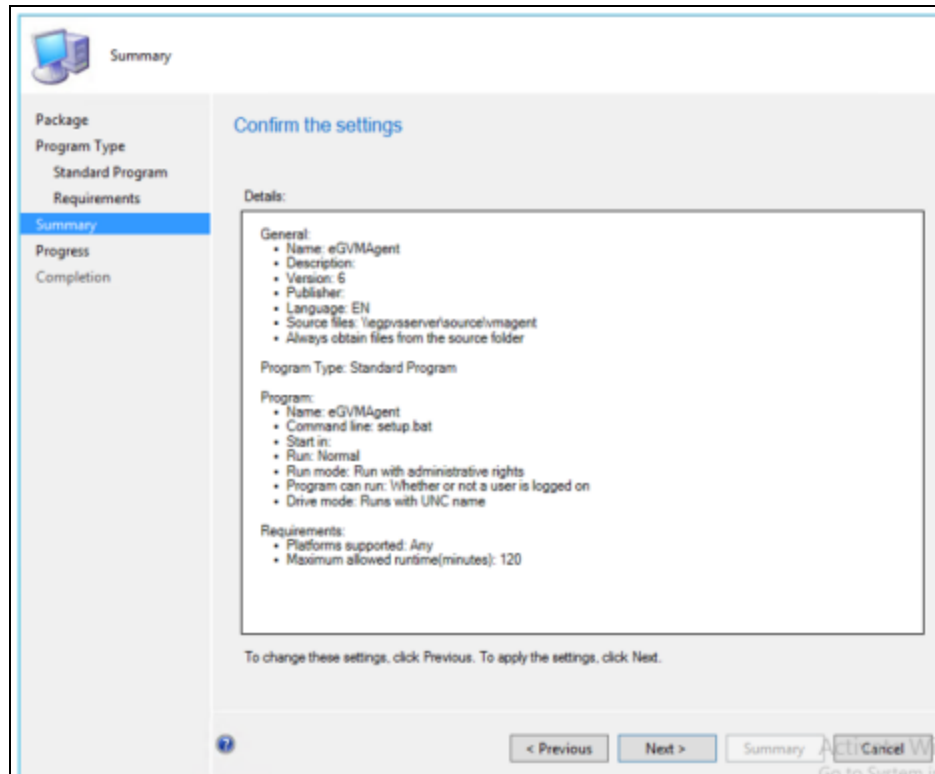 Summary
Package
Program Type
Standard Program
Requirements
Summary
Progress
Completion
Confirm the settings
Details:
General:
• Name: eGVMAgent
• Description:
• Version: 6
• Publisher:
• Language: EN
• Source files: \\egpvsserver\source\vmagent
• Always obtain files from the source folder
Program Type: Standard Program
Program:
• Name: eGVMAgent
• Command line: setup.bat
• Start in:
• Run: Normal
• Run mode: Run with administrative rights
• Program can run: Whether or not a user is logged on
• Drive mode: Runs with UNC name
Requirements:
• Platforms supported: Any
• Maximum allowed runtime(minutes): 120
To change these settings, click Previous. To apply the settings, click Next.
< Previous
Next >
Summary
Cancel